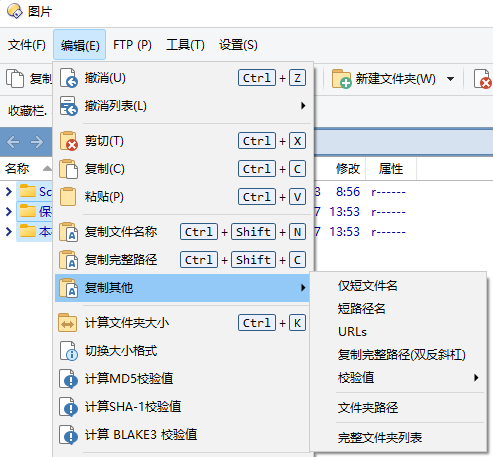 图片
文件(F) 编辑(E) FTP (P) 工具(T) 设置(S)
复制 新建文件夹(W)
收藏栏.
名称 修改 属性
Sc 3 8:56 r------
保 7 13:53 r------
本 7 13:53 r------
撤消(U) Ctrl + Z
撤消列表(L)
剪切(T) Ctrl + X
复制(C) Ctrl + C
粘贴(P) Ctrl + V
复制文件名称 Ctrl + Shift + N
复制完整路径 Ctrl + Shift + C
复制其他
计算文件夹大小 Ctrl + K
切换大小格式
计算MD5校验值
计算SHA-1校验值
计算 BLAKE3 校验值
仅短文件名
短路径名
URLs
复制完整路径(双反斜杠)
校验值
文件夹路径
完整文件夹列表